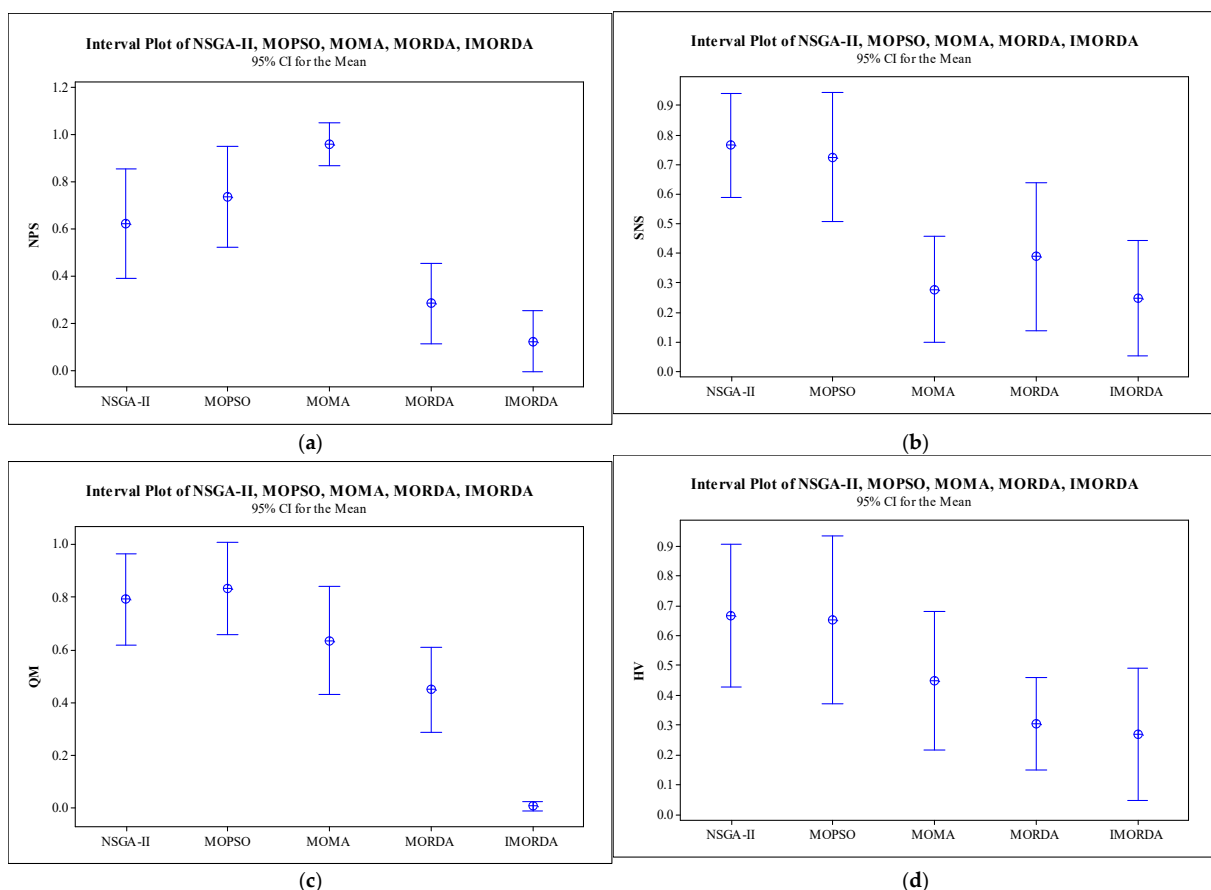 Interval Plot of NSGA-II, MOPSO, MOMA, MORDA, IMORDA
95% CI for the Mean
1.2
1.0
0.8
0.6
0.4
0.2
0.0
NPS
NSGA-II MOPSO MOMA MORDA IMORDA
(a)
Interval Plot of NSGA-II, MOPSO, MOMA, MORDA, IMORDA
95% CI for the Mean
0.9
0.8
0.7
0.6
0.5
0.4
0.3
0.2
0.1
0.0
SNS
NSGA-II MOPSO MOMA MORDA IMORDA
(b)
Interval Plot of NSGA-II, MOPSO, MOMA, MORDA, IMORDA
95% CI for the Mean
1.0
0.8
0.6
0.4
0.2
0.0
QM
NSGA-II MOPSO MOMA MORDA IMORDA
(c)
Interval Plot of NSGA-II, MOPSO, MOMA, MORDA, IMORDA
95% CI for the Mean
0.9
0.8
0.7
0.6
0.5
0.4
0.3
0.2
0.1
0.0
HV
NSGA-II MOPSO MOMA MORDA IMORDA
(d)